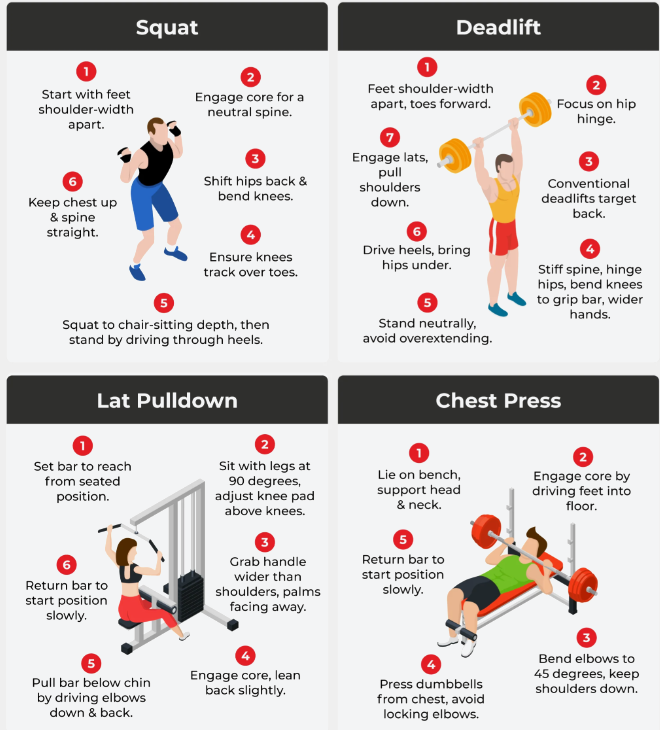 Squat
1
Start with feet
shoulder-width
apart.
2
Engage core for a
neutral spine.
3
Shift hips back &
bend knees.
4
Ensure knees
track over toes.
5
Squat to chair-sitting depth, then
stand by driving through heels.
6
Keep chest up
& spine
straight.
Deadlift
1
Feet shoulder-width
apart, toes forward.
2
Focus on hip
hinge.
3
Conventional
deadlifts target
back.
4
Stiff spine, hinge
hips, bend knees
to grip bar, wider
hands.
5
Stand neutrally,
avoid overextending.
6
Drive heels, bring
hips under.
7
Engage lats,
pull
shoulders
down.
Lat Pulldown
1
Set bar to reach
from seated
position.
2
Sit with legs at
90 degrees,
adjust knee pad
above knees.
3
Grab handle
wider than
shoulders, palms
facing away.
4
Engage core, lean
back slightly.
5
Pull bar below chin
by driving elbows
down & back.
6
Return bar to
start position
slowly.
Chest Press
1
Lie on bench,
support head
& neck.
2
Engage core by
driving feet into
floor.
3
Bend elbows to
45 degrees, keep
shoulders down.
4
Press dumbbells
from chest, avoid
locking elbows.
5
Return bar to
start position
slowly.